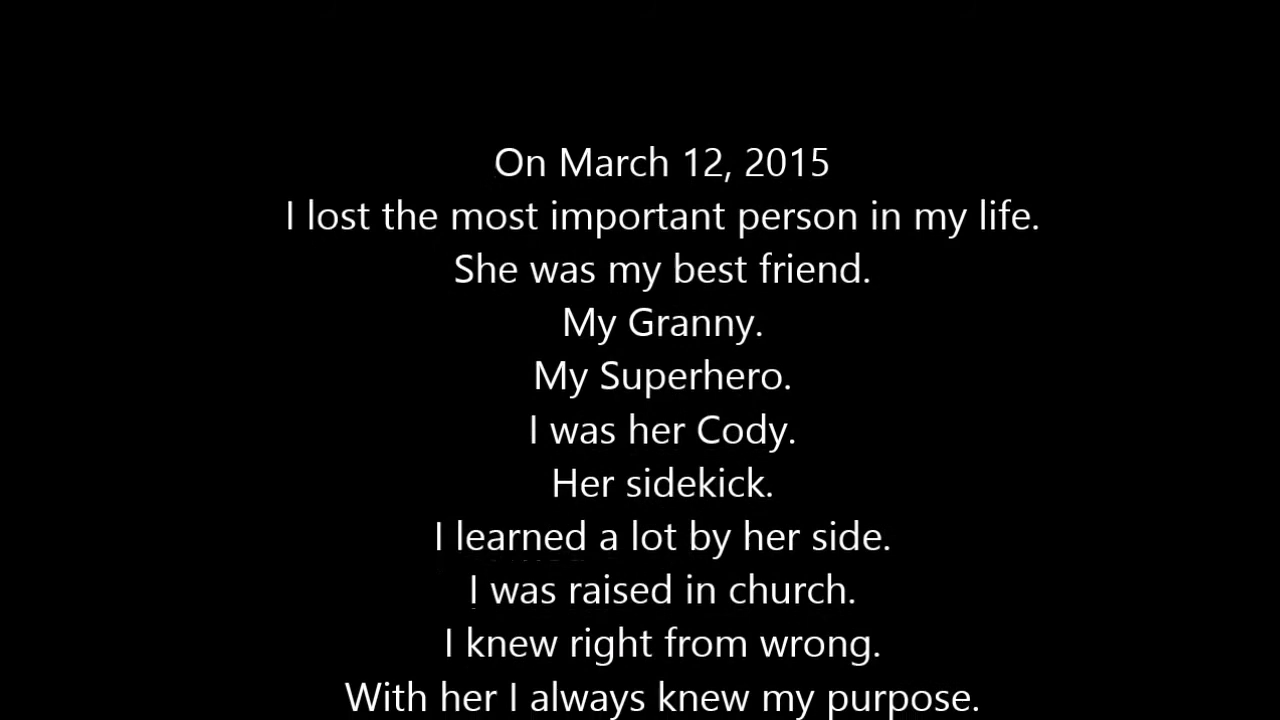 On March 12, 2015
I lost the most important person in my life.
She was my best friend.
My Granny.
My Superhero.
I was her Cody.
Her sidekick.
I learned a lot by her side.
I was raised in church.
I knew right from wrong.
With her I always knew my purpose.